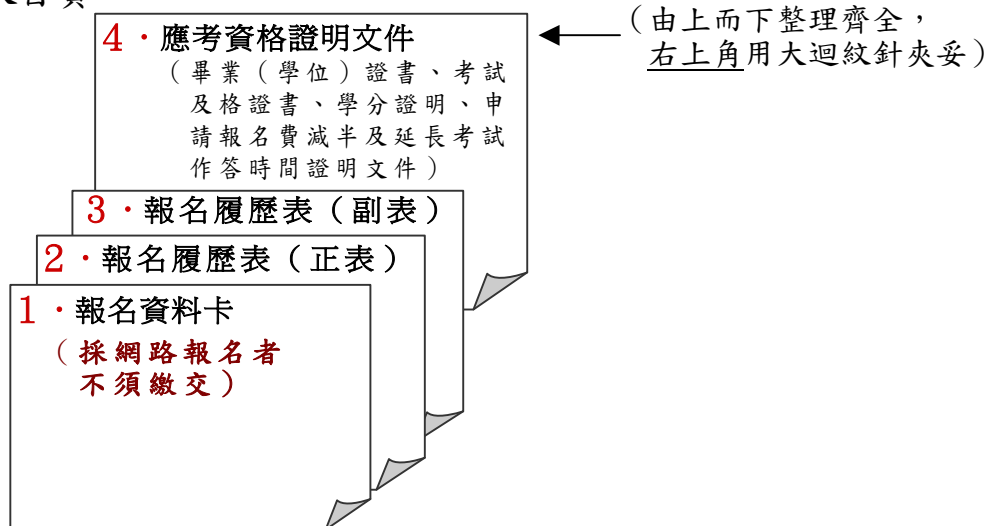 4．應考資格證明文件
（畢業（學位）證書、考試
及格證書、學分證明、申
請報名費減半及延長考試
作答時間證明文件）
（由上而下整理齊全，
右上角用大迴紋針夾妥）
3．報名履歷表（副表）
2．報名履歷表（正表）
1．報名資料卡
（採網路報名者
不須繳交）